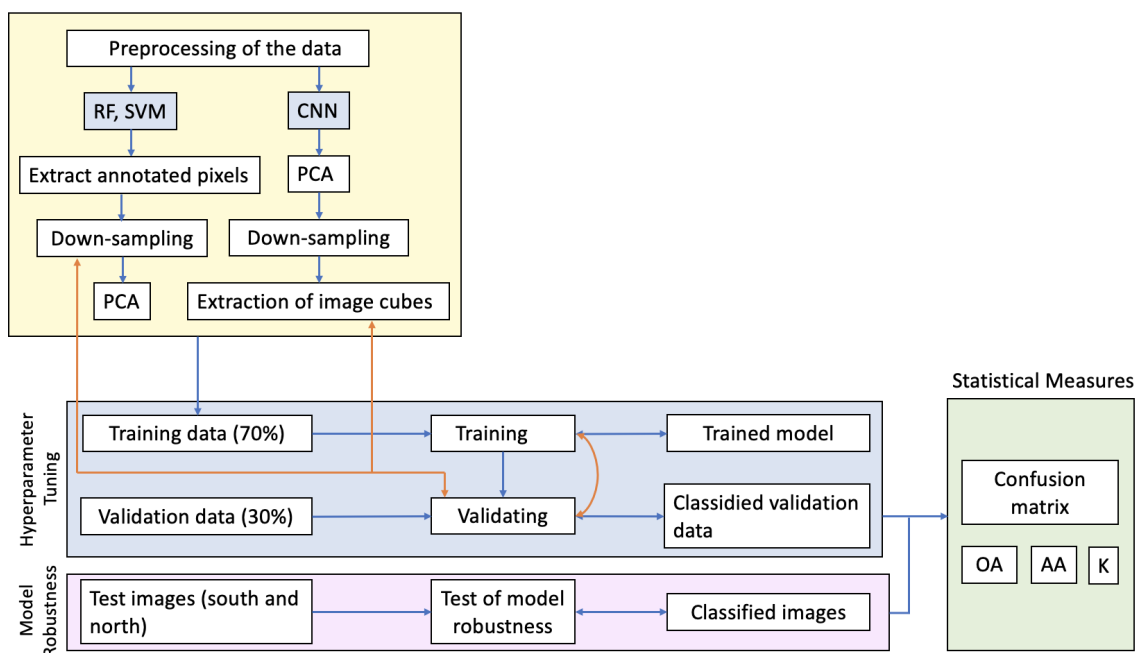 Preprocessing of the data
RF, SVM
CNN
Extract annotated pixels
PCA
Down-sampling
Down-sampling
PCA
Extraction of image cubes
Statistical Measures
Hyperparameter
Tuning
Training data (70%)
Training
Trained model
Validation data (30%)
Validating
Classidied validation
data
Confusion
matrix
OA
AA
K
Model
Robustness
Test images (south and
north)
Test of model
robustness
Classified images